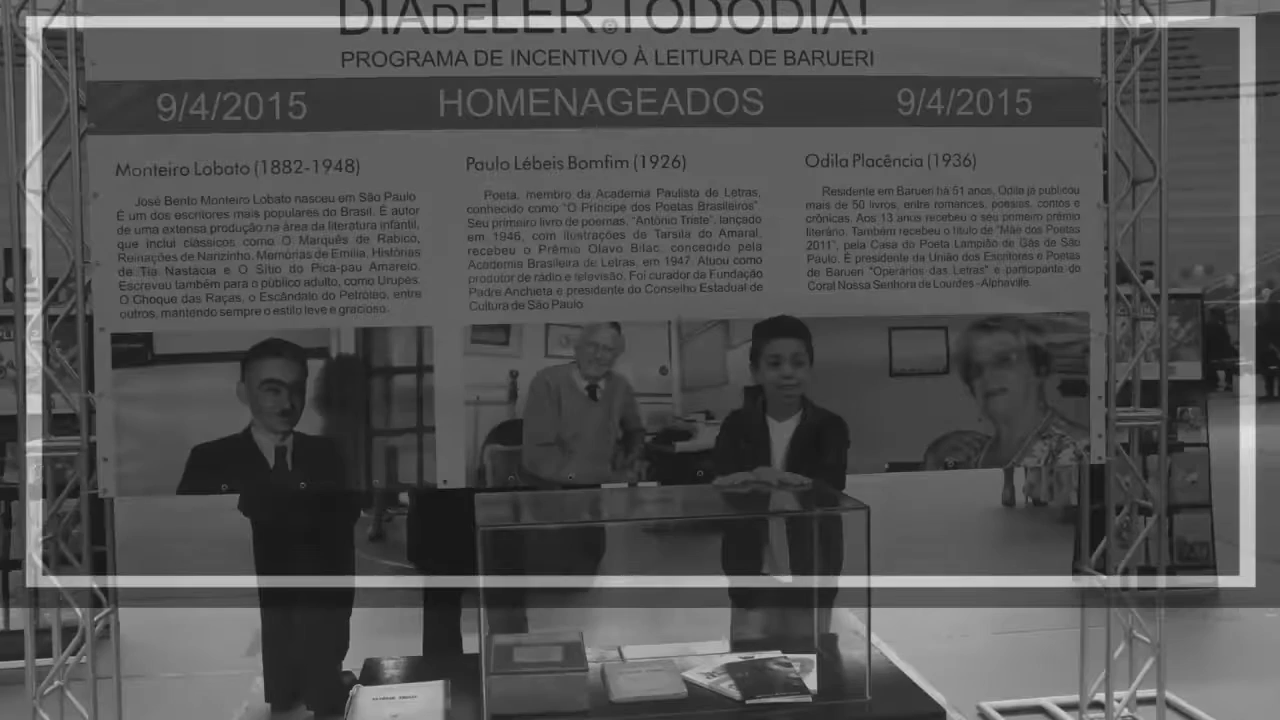 DIA DE LER e TODO DIA!
PROGRAMA DE INCENTIVO À LEITURA DE BARUERI
9/4/2015 HOMENAGEADOS 9/4/2015
Monteiro Lobato (1882-1948)
José Bento Monteiro Lobato nasceu em São Paulo
É um dos escritores mais populares do Brasil. É autor
de uma extensa produção na área da literatura infantil,
que inclui clássicos como O Marquês de Rabicó,
Reinações de Narizinho, Memórias de Emília, Histórias
de Tia Nastácia e O Sítio do Pica-pau Amarelo.
Escreveu também para o público adulto, como Urupês,
O Choque das Raças, o Escândalo do Petróleo, entre
outros, mantendo sempre o estilo leve e gracioso.
Paulo Lébeis Bomfim (1926)
Poeta, membro da Academia Paulista de Letras,
conhecido como "O Príncipe dos Poetas Brasileiros".
Seu primeiro livro de poemas, "Antônio Triste", lançado
em 1946, com ilustrações de Tarsila do Amaral,
recebeu o Prêmio Olavo Bilac, concedido pela
Academia Brasileira de Letras, em 1947. Atuou como
produtor de rádio e televisão. Foi curador da Fundação
Padre Anchieta e presidente do Conselho Estadual de
Cultura de São Paulo
Odila Placência (1936)
Residente em Barueri há 51 anos, Odila já publicou
mais de 50 livros, entre romances, poesias, contos e
crônicas. Aos 13 anos recebeu o seu primeiro prêmio
literário. Também recebeu o título de "Mãe dos Poetas
2011", pela Casa do Poeta Lampião de Gás de São
Paulo. É presidente da União dos Escritores e Poetas
de Barueri "Operários das Letras" e participante do
Coral Nossa Senhora de Lourdes - Alphaville.